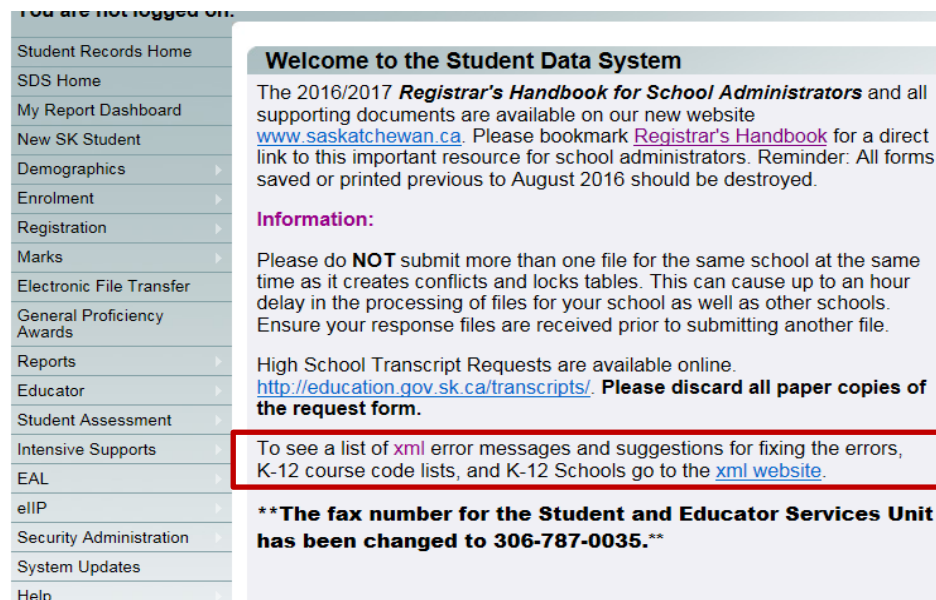 You are not logged on.
Student Records Home
SDS Home
My Report Dashboard
New SK Student
Demographics
Enrolment
Registration
Marks
Electronic File Transfer
General Proficiency
Awards
Reports
Educator
Student Assessment
Intensive Supports
EAL
eIIP
Security Administration
System Updates
Help
Welcome to the Student Data System
The 2016/2017 Registrar's Handbook for School Administrators and all
supporting documents are available on our new website
www.saskatchewan.ca. Please bookmark Registrar's Handbook for a direct
link to this important resource for school administrators. Reminder: All forms
saved or printed previous to August 2016 should be destroyed.
Information:
Please do NOT submit more than one file for the same school at the same
time as it creates conflicts and locks tables. This can cause up to an hour
delay in the processing of files for your school as well as other schools.
Ensure your response files are received prior to submitting another file.
High School Transcript Requests are available online.
http://education.gov.sk.ca/transcripts/. Please discard all paper copies of
the request form.
To see a list of xml error messages and suggestions for fixing the errors,
K-12 course code lists, and K-12 Schools go to the xml website.
**The fax number for the Student and Educator Services Unit
has been changed to 306-787-0035.**